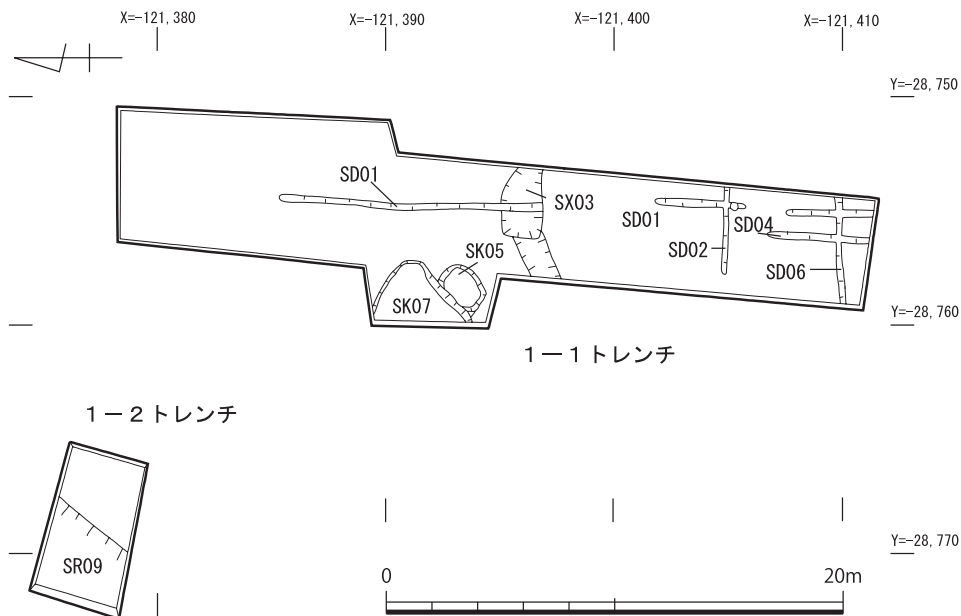 X=-121,380
X=-121,390
X=-121,400
X=-121,410
Y=-28,750
SD01
SX03
SD01
SD04
SK05
SD02
SD06
SK07
Y=-28,760
1－1トレンチ
1－2トレンチ
Y=-28,770
SR09
0
20m